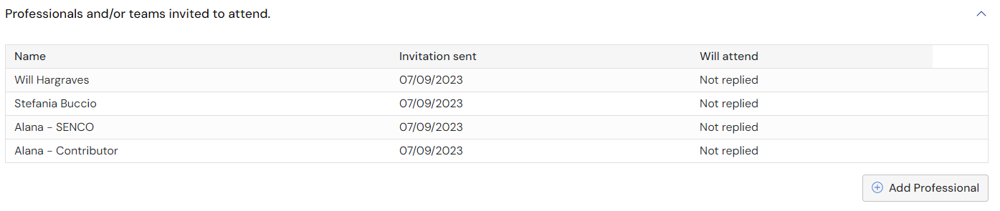 Professionals and/or teams invited to attend.
Name Invitation sent Will attend
Will Hargraves 07/09/2023 Not replied
Stefania Buccio 07/09/2023 Not replied
Alana - SENCO 07/09/2023 Not replied
Alana - Contributor 07/09/2023 Not replied
Add Professional